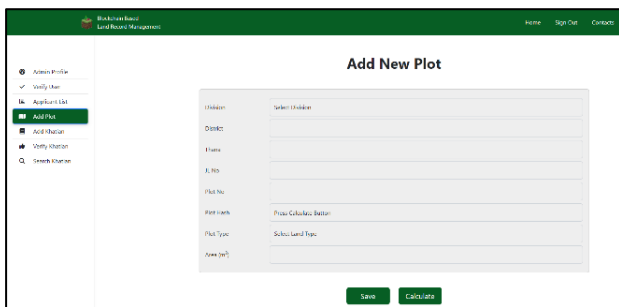 Blockchain Based
Land Record Management
Home Sign Out Contacts
Add New Plot
Admin Profile
Verify User
Applicant List
Add Plot
Add Khatian
Verify Khatian
Search Khatian
Division Select Division
District
Thana
JL No
Plot No
Plot Hash Press Calculate Button
Plot Type Select Land Type
Area (m²)
Save Calculate